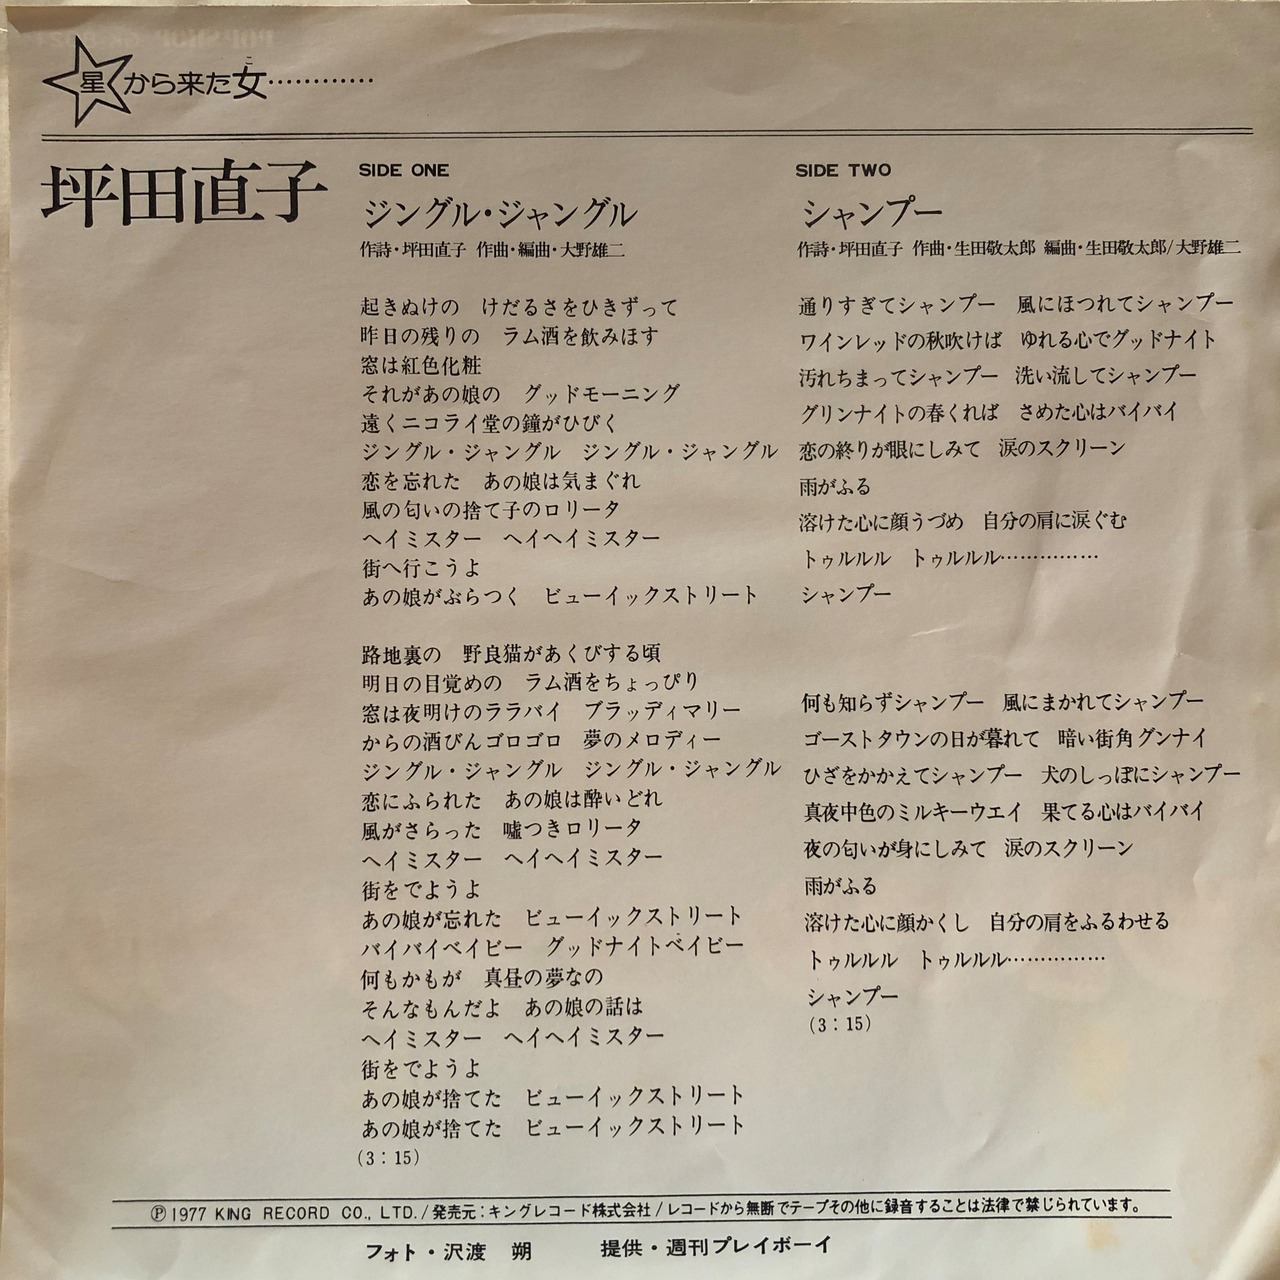 星から来た女…………
こ
坪田直子
SIDE ONE
ジングル・ジャングル
作詩・坪田直子 作曲・編曲・大野雄二
起きぬけの　けだるさをひきずって
昨日の残りの　ラム酒を飲みほす
窓は紅色化粧
それがあの娘の　グッドモーニング
遠くニコライ堂の鐘がひびく
ジングル・ジャングル　ジングル・ジャングル
恋を忘れた　あの娘は気まぐれ
風の匂いの捨て子のロリータ
ヘイミスター　ヘイヘイミスター
街へ行こうよ
あの娘がぶらつく　ビューイックストリート
路地裏の　野良猫があくびする頃
明日の目覚めの　ラム酒をちょっぴり
窓は夜明けのララバイ　ブラッディマリー
からの酒びんゴロゴロ　夢のメロディー
ジングル・ジャングル　ジングル・ジャングル
恋にふられた　あの娘は酔いどれ
風がさらった　嘘つきロリータ
ヘイミスター　ヘイヘイミスター
街をでようよ
あの娘が忘れた　ビューイックストリート
バイバイベイビー　グッドナイトベイビー
何もかもが　真昼の夢なの
そんなもんだよ　あの娘の話は
ヘイミスター　ヘイヘイミスター
街をでようよ
あの娘が捨てた　ビューイックストリート
あの娘が捨てた　ビューイックストリート
(3：15)
SIDE TWO
シャンプー
作詩・坪田直子 作曲・生田敬太郎 編曲・生田敬太郎/大野雄二
通りすぎてシャンプー　風にほつれてシャンプー
ワインレッドの秋吹けば　ゆれる心でグッドナイト
汚れちまってシャンプー　洗い流してシャンプー
グリンナイトの春くれば　さめた心はバイバイ
恋の終りが眼にしみて　涙のスクリーン
雨がふる
溶けた心に顔うづめ　自分の肩に涙ぐむ
トゥルルル　トゥルルル……………
シャンプー
何も知らずシャンプー　風にまかれてシャンプー
ゴーストタウンの日が暮れて　暗い街角グンナイ
ひざをかかえてシャンプー　犬のしっぽにシャンプー
真夜中色のミルキーウエイ　果てる心はバイバイ
夜の匂いが身にしみて　涙のスクリーン
雨がふる
溶けた心に顔かくし　自分の肩をふるわせる
トゥルルル　トゥルルル……………
シャンプー
(3：15)
Ⓟ1977 KING RECORD CO., LTD./発売元：キングレコード株式会社/レコードから無断でテープその他に録音することは法律で禁じられています。
フォト・沢渡　朔　　提供・週刊プレイボーイ